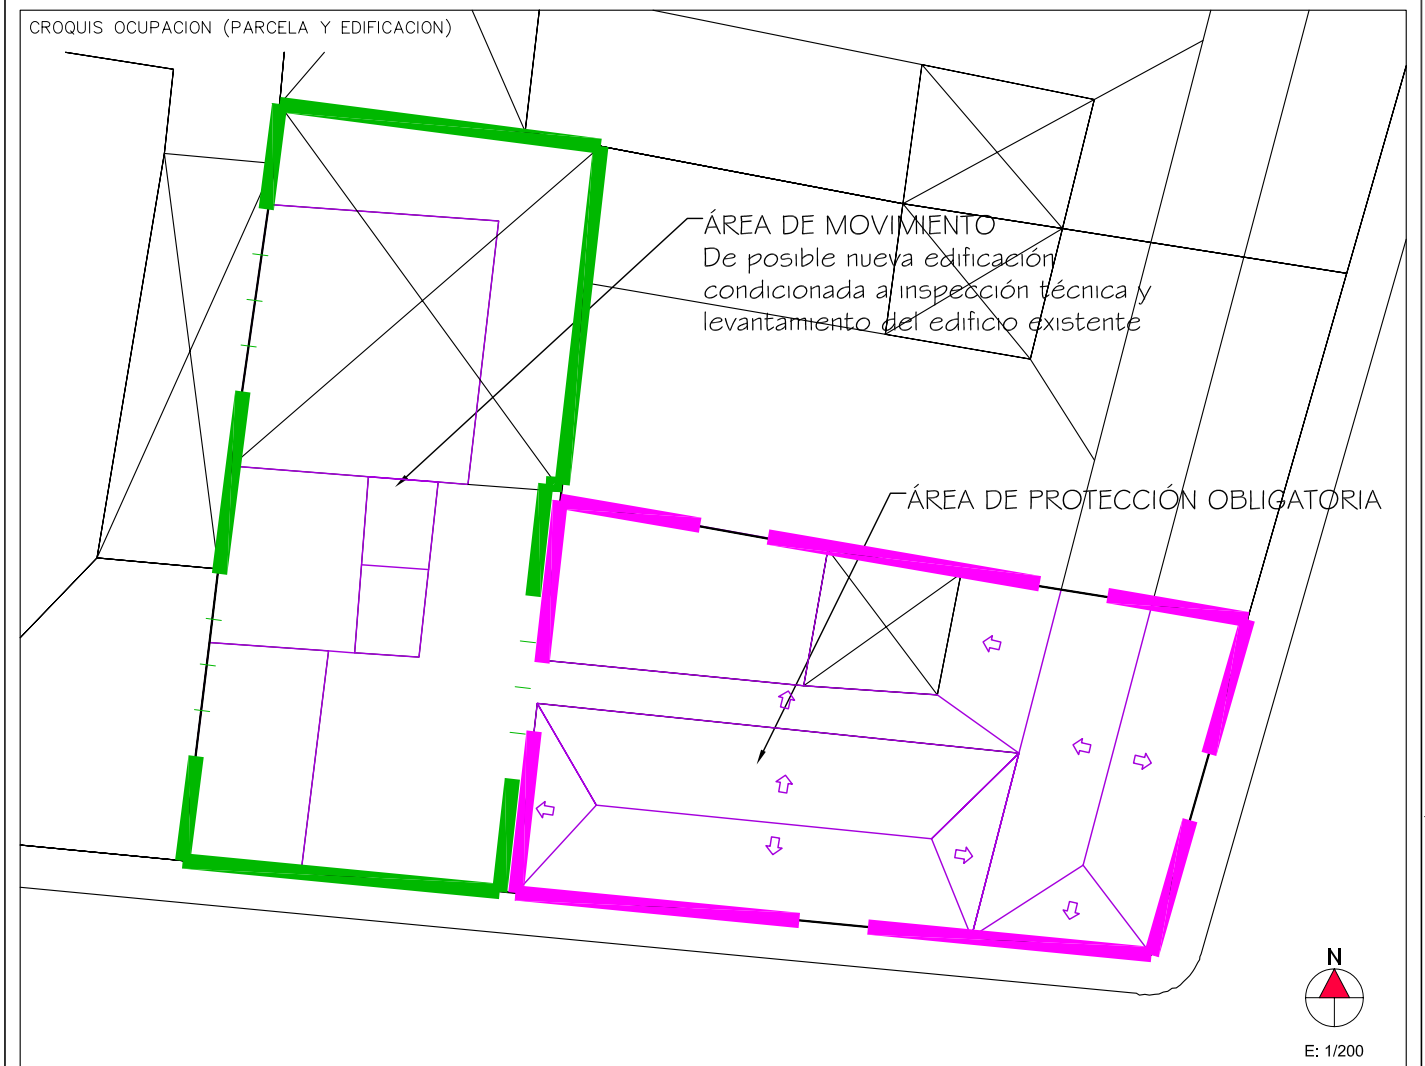 CROQUIS OCUPACION (PARCELA Y EDIFICACION)
ÁREA DE MOVIMIENTO
De posible nueva edificación
condicionada a inspección técnica y
levantamiento del edificio existente
ÁREA DE PROTECCIÓN OBLIGATORIA
N
E: 1/200